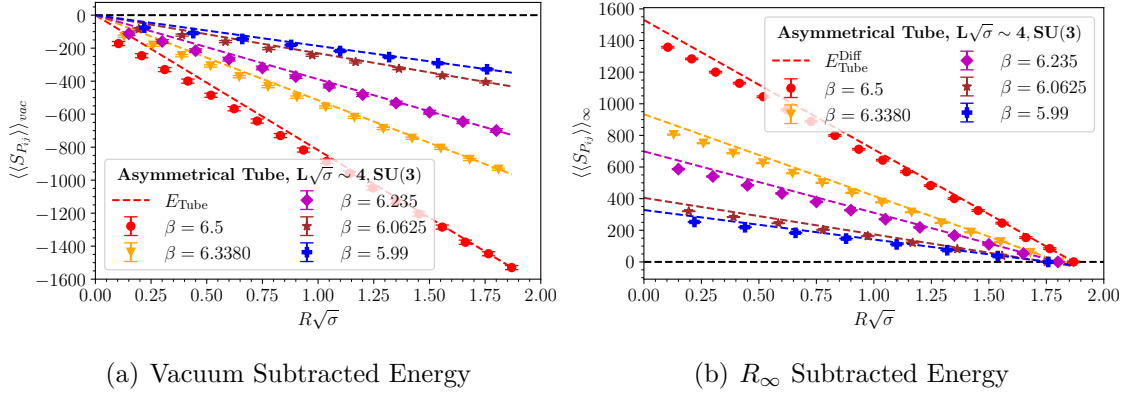 0
−200
−400
−600
−800
−1000
−1200
−1400
−1600
⟨⟨S_{P_{ij}}⟩⟩_{vac}
Asymmetrical Tube, L√σ ∼ 4, SU(3)
E_Tube
β = 6.5
β = 6.3380
β = 6.235
β = 6.0625
β = 5.99
0.00 0.25 0.50 0.75 1.00 1.25 1.50 1.75 2.00
R√σ
(a) Vacuum Subtracted Energy
1600
1400
1200
1000
800
600
400
200
0
⟨⟨S_{P_{ij}}⟩⟩_∞
Asymmetrical Tube, L√σ ∼ 4, SU(3)
E_Tube^Diff
β = 6.5
β = 6.3380
β = 6.235
β = 6.0625
β = 5.99
0.00 0.25 0.50 0.75 1.00 1.25 1.50 1.75 2.00
R√σ
(b) R_∞ Subtracted Energy